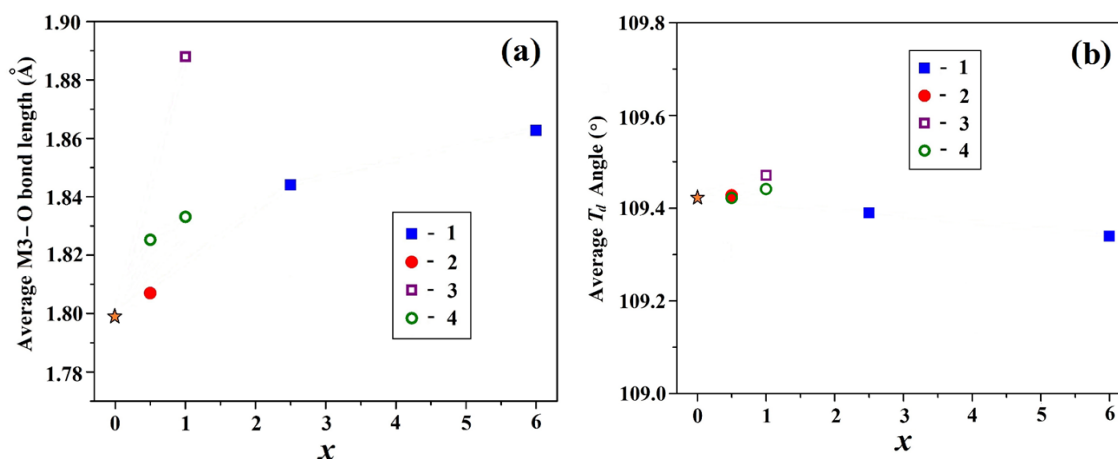 (a)
Average M3–O bond length (Å)
1.90
1.88
1.86
1.84
1.82
1.80
1.78
- 1
- 2
- 3
- 4
0 1 2 3 4 5 6
x
(b)
Average Td Angle (°)
109.8
109.6
109.4
109.2
109.0
- 1
- 2
- 3
- 4
0 1 2 3 4 5 6
x